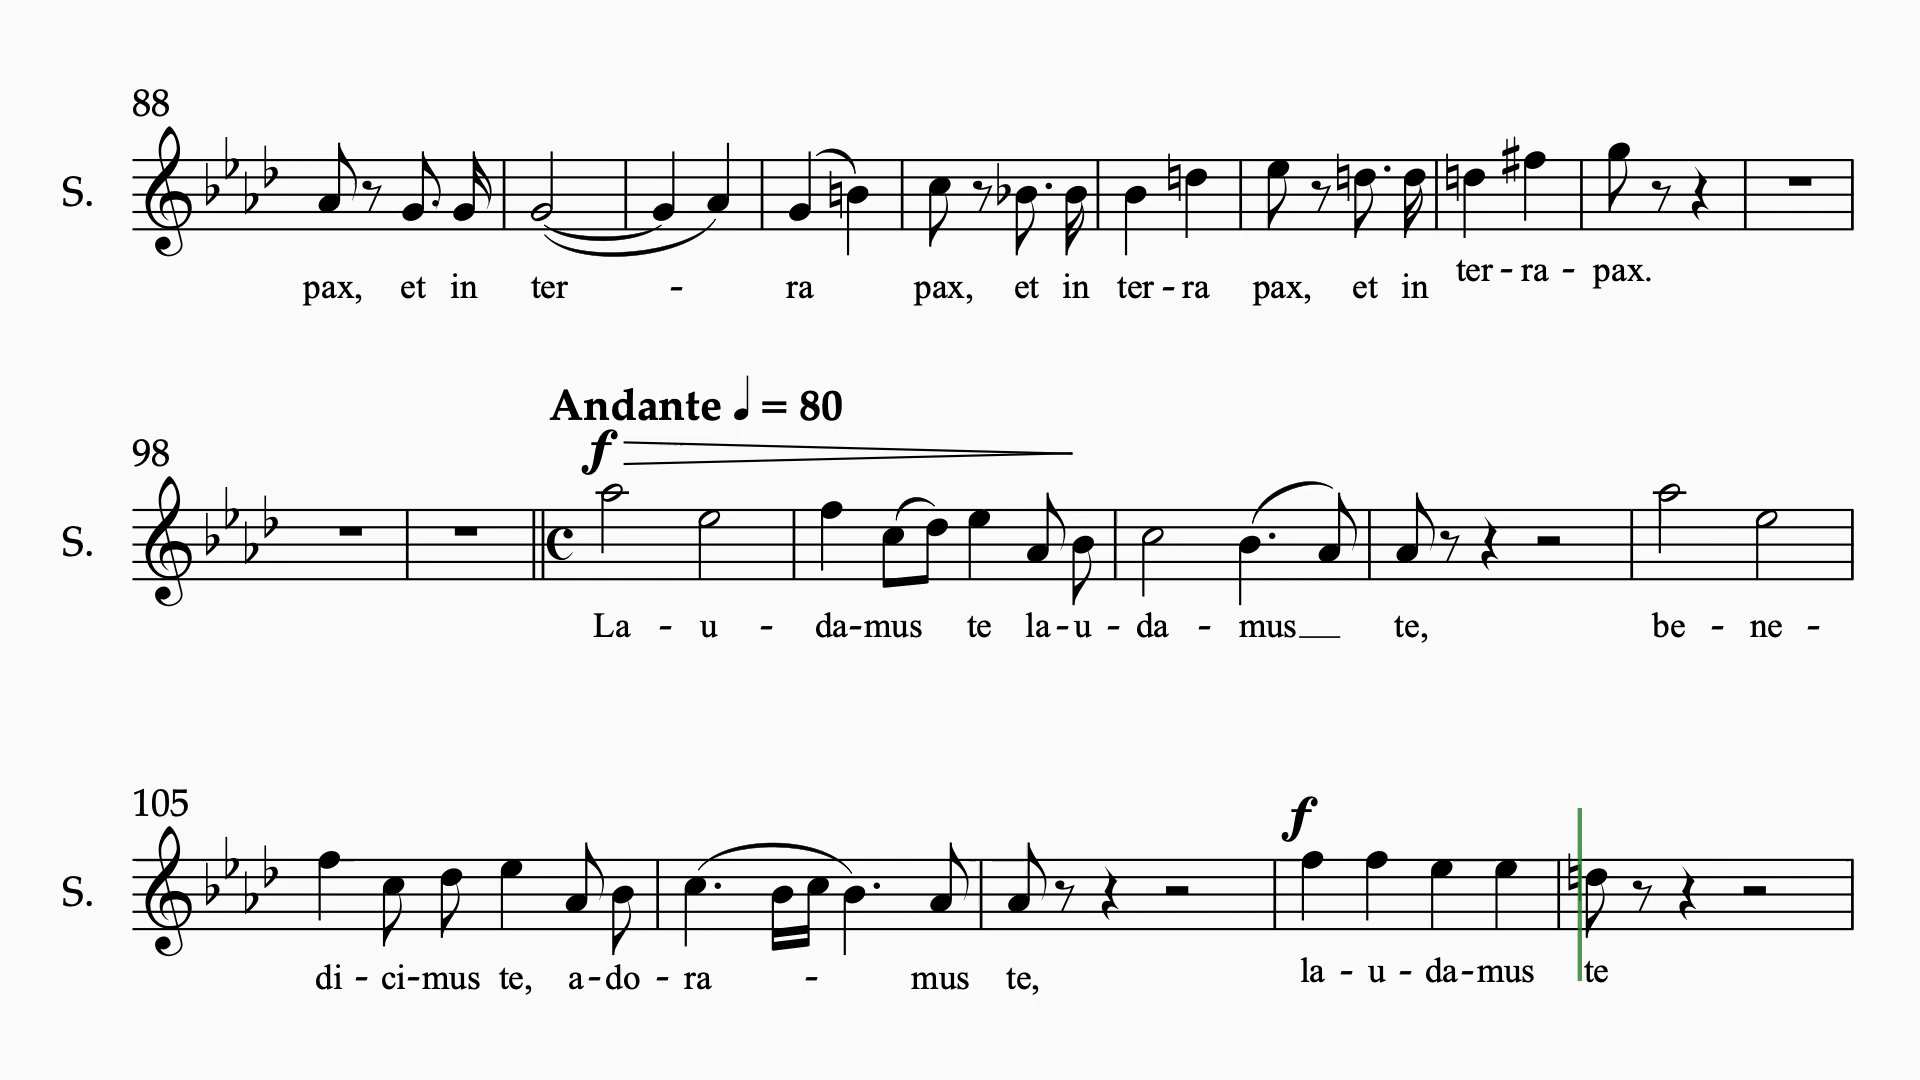 88
S.
pax, et in ter - ra pax, et in ter - ra pax, et in ter - ra - pax.
Andante ♩ = 80
98
f
S.
La - u - da-mus te la-u - da - mus__ te, be - ne -
105
f
S.
di - ci-mus te, a-do - ra - mus te, la - u - da-mus te